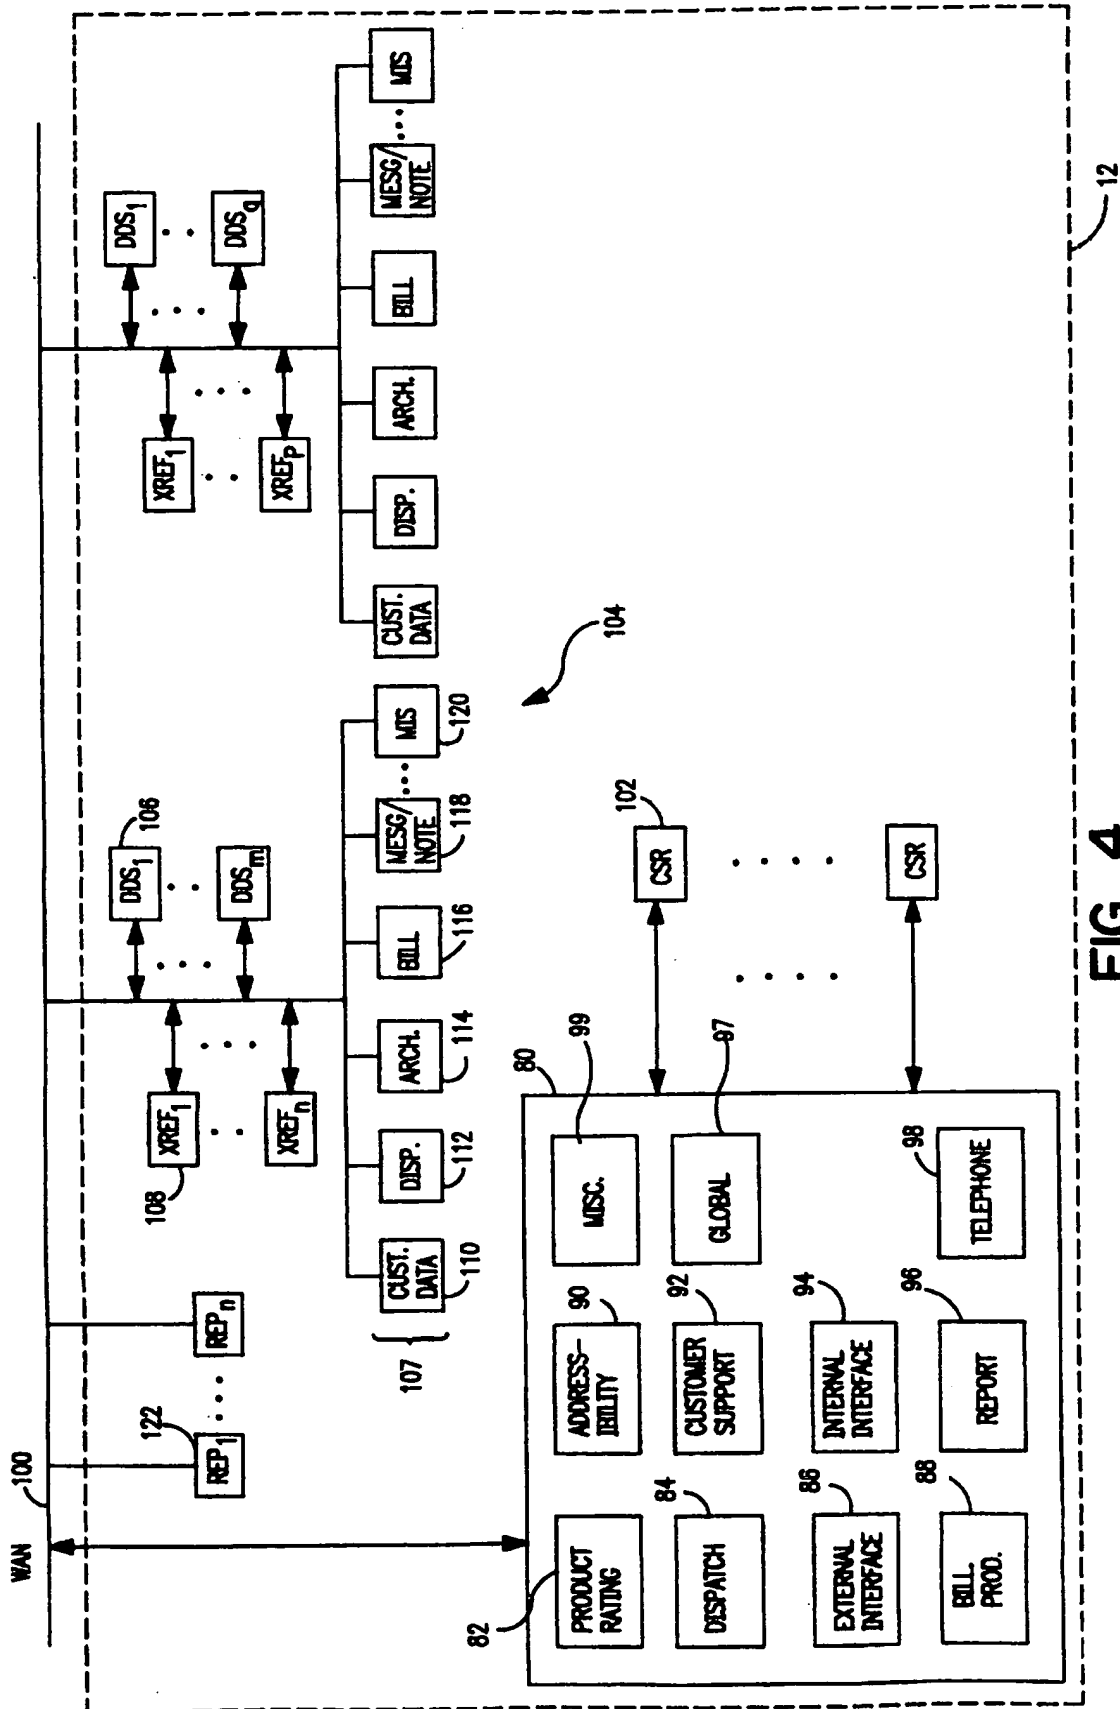 WAN
100
122
REP1
REPn
106
DDS1
DDSm
108
XREF1
XREFn
DDS1
DDSq
XREF1
XREFp
107
CUST.
DATA
110
DISP.
112
ARCH.
114
BILL
116
MESG/
NOTE
118
MIS
120
CUST.
DATA
DISP.
ARCH.
BILL
MESG/
NOTE
MIS
104
80
82
PRODUCT
RATING
90
ADDRESS-
IBILITY
99
MISC.
84
DISPATCH
92
CUSTOMER
SUPPORT
97
GLOBAL
86
EXTERNAL
INTERFACE
94
INTERNAL
INTERFACE
88
BILL.
PROD.
96
REPORT
98
TELEPHONE
102
CSR
CSR
12
FIG. 4